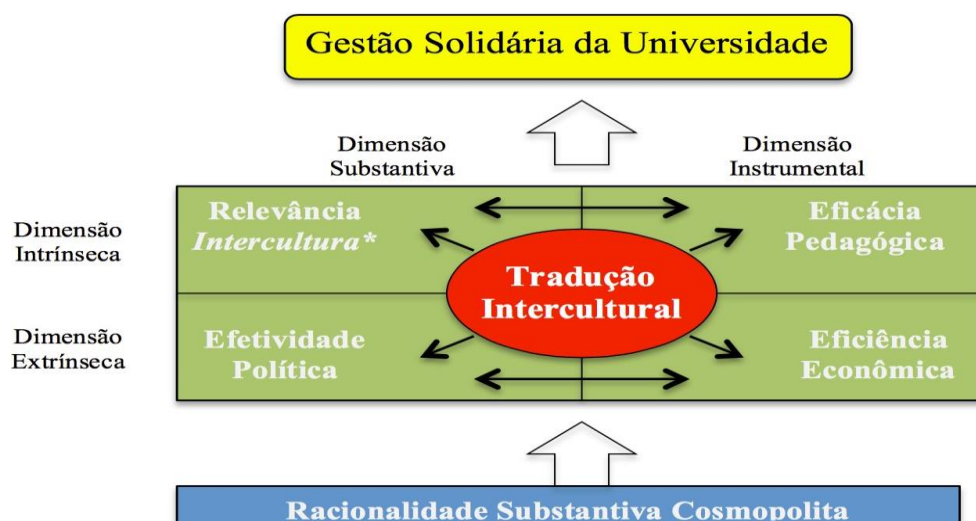 Gestão Solidária da Universidade
Dimensão
Substantiva
Dimensão
Instrumental
Dimensão
Intrínseca
Relevância
Intercultura*
Eficácia
Pedagógica
Tradução
Intercultural
Dimensão
Extrínseca
Efetividade
Política
Eficiência
Econômica
Racionalidade Substantiva Cosmopolita